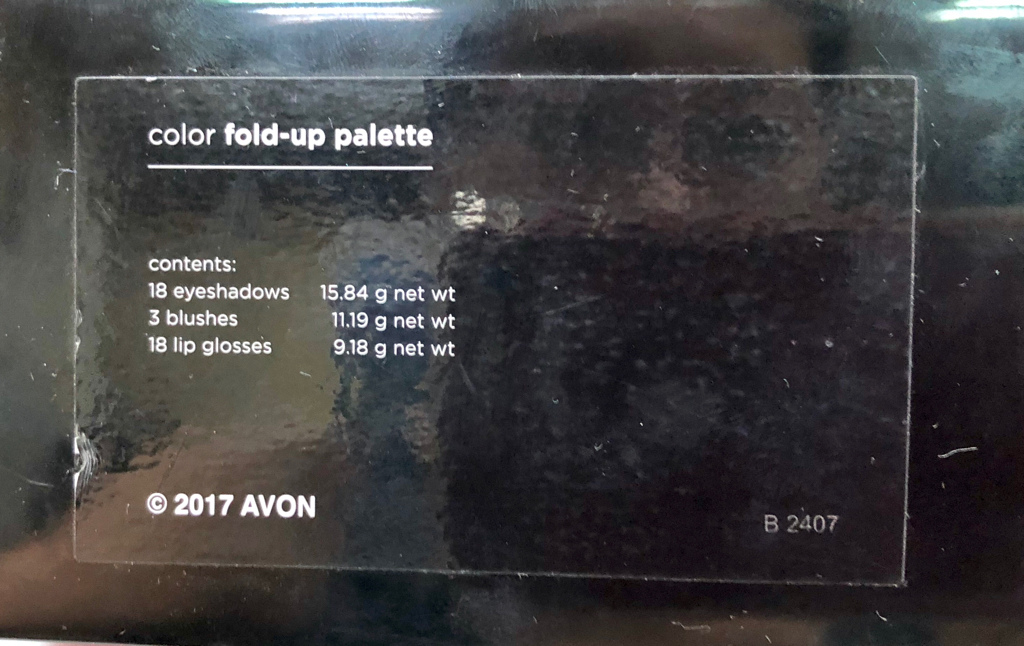 color fold-up palette
contents:
18 eyeshadows 15.84 g net wt
3 blushes 11.19 g net wt
18 lip glosses 9.18 g net wt
© 2017 AVON
B 2407